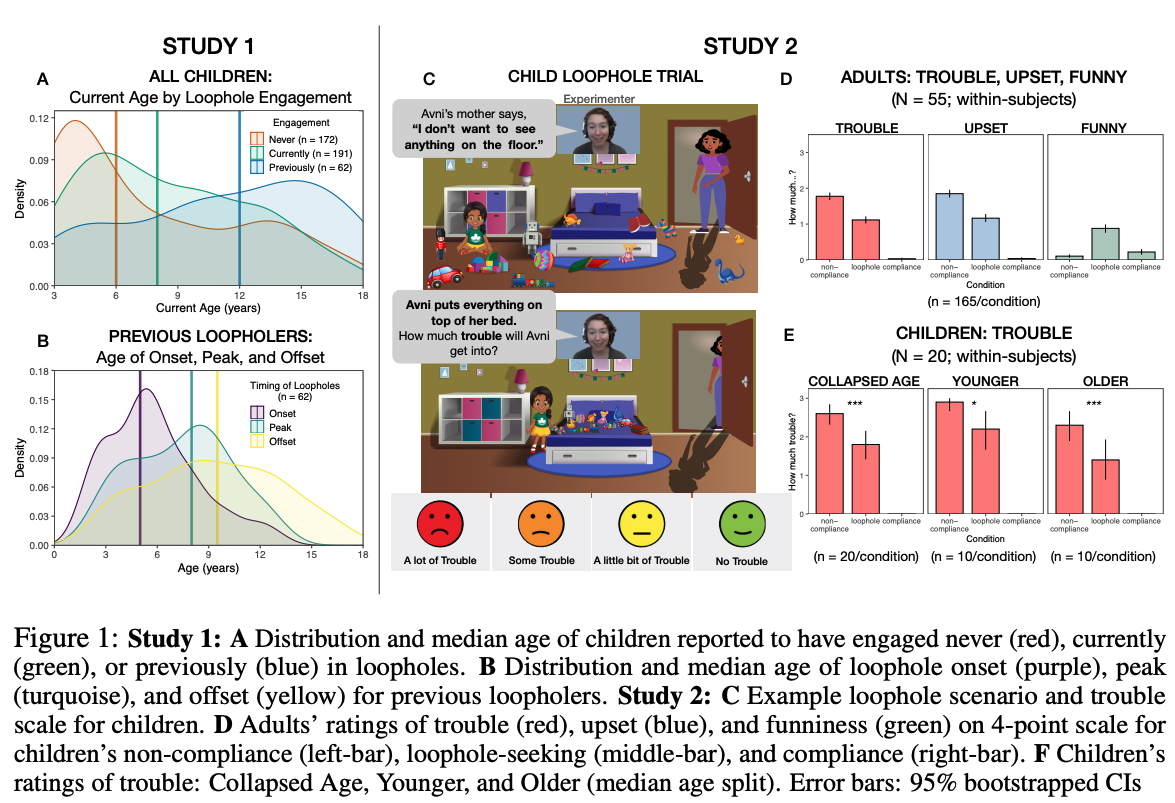 STUDY 1
A
ALL CHILDREN:
Current Age by Loophole Engagement
Engagement
Never (n = 172)
Currently (n = 191)
Previously (n = 62)
0.12
0.09
0.06
0.03
0.00
Density
3
6
9
12
15
18
Current Age (years)
B
PREVIOUS LOOPHOLERS:
Age of Onset, Peak, and Offset
Timing of Loopholes
(n = 62)
Onset
Peak
Offset
0.18
0.15
0.12
0.09
0.06
0.03
0.00
Density
0
3
6
9
12
15
18
Age (years)
STUDY 2
C
CHILD LOOPHOLE TRIAL
Experimenter
Avni's mother says,
"I don't want to see
anything on the floor."
Avni puts everything on
top of her bed.
How much trouble will Avni
get into?
A lot of Trouble
Some Trouble
A little bit of Trouble
No Trouble
D
ADULTS: TROUBLE, UPSET, FUNNY
(N = 55; within-subjects)
TROUBLE
UPSET
FUNNY
3
2
1
0
How much...?
non-
compliance
loophole
compliance
non-
compliance
loophole
compliance
non-
compliance
loophole
compliance
Condition
(n = 165/condition)
E
CHILDREN: TROUBLE
(N = 20; within-subjects)
COLLAPSED AGE
YOUNGER
OLDER
***
*
***
3
2
1
0
How much trouble?
non-
compliance
loophole
compliance
non-
compliance
loophole
compliance
non-
compliance
loophole
compliance
Condition
(n = 20/condition)
(n = 10/condition)
(n = 10/condition)
Figure 1: Study 1: A Distribution and median age of children reported to have engaged never (red), currently
(green), or previously (blue) in loopholes. B Distribution and median age of loophole onset (purple), peak
(turquoise), and offset (yellow) for previous loopholers. Study 2: C Example loophole scenario and trouble
scale for children. D Adults' ratings of trouble (red), upset (blue), and funniness (green) on 4-point scale for
children's non-compliance (left-bar), loophole-seeking (middle-bar), and compliance (right-bar). F Children's
ratings of trouble: Collapsed Age, Younger, and Older (median age split). Error bars: 95% bootstrapped CIs